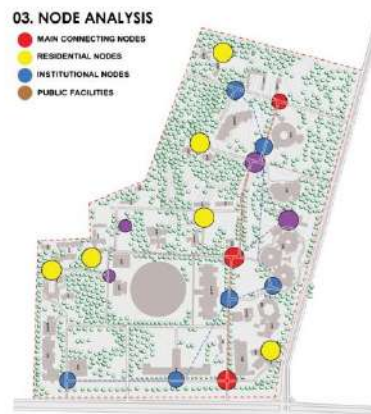 03. NODE ANALYSIS
MAIN CONNECTING NODES
RESIDENTIAL NODES
INSTITUTIONAL NODES
PUBLIC FACILITIES